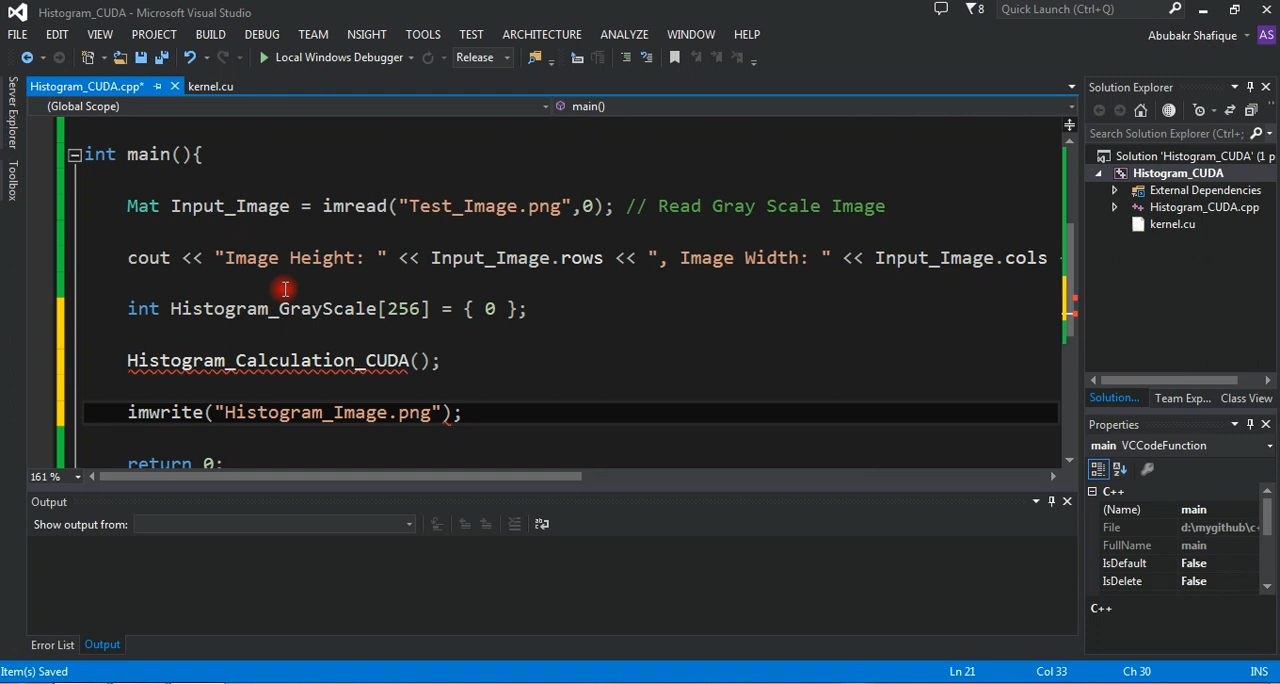 Histogram_CUDA - Microsoft Visual Studio
8
Quick Launch (Ctrl+Q)
FILE EDIT VIEW PROJECT BUILD DEBUG TEAM NSIGHT TOOLS TEST ARCHITECTURE ANALYZE WINDOW HELP
Abubakr Shafique AS
Local Windows Debugger Release
Server Explorer
Toolbox
Histogram_CUDA.cpp* kernel.cu
(Global Scope) main()
int main(){
Mat Input_Image = imread("Test_Image.png",0); // Read Gray Scale Image
cout << "Image Height: " << Input_Image.rows << ", Image Width: " << Input_Image.cols
int Histogram_GrayScale[256] = { 0 };
Histogram_Calculation_CUDA();
imwrite("Histogram_Image.png");
return 0;
161 %
Output
Show output from:
Error List Output
Solution Explorer
Search Solution Explorer (Ctrl+;
Solution 'Histogram_CUDA' (1 p
Histogram_CUDA
External Dependencies
Histogram_CUDA.cpp
kernel.cu
Solution... Team Exp... Class View
Properties
main VCCodeFunction
C++
(Name) main
File d:\mygithub\c+
FullName main
IsDefault False
IsDelete False
C++
Item(s) Saved Ln 21 Col 33 Ch 30 INS